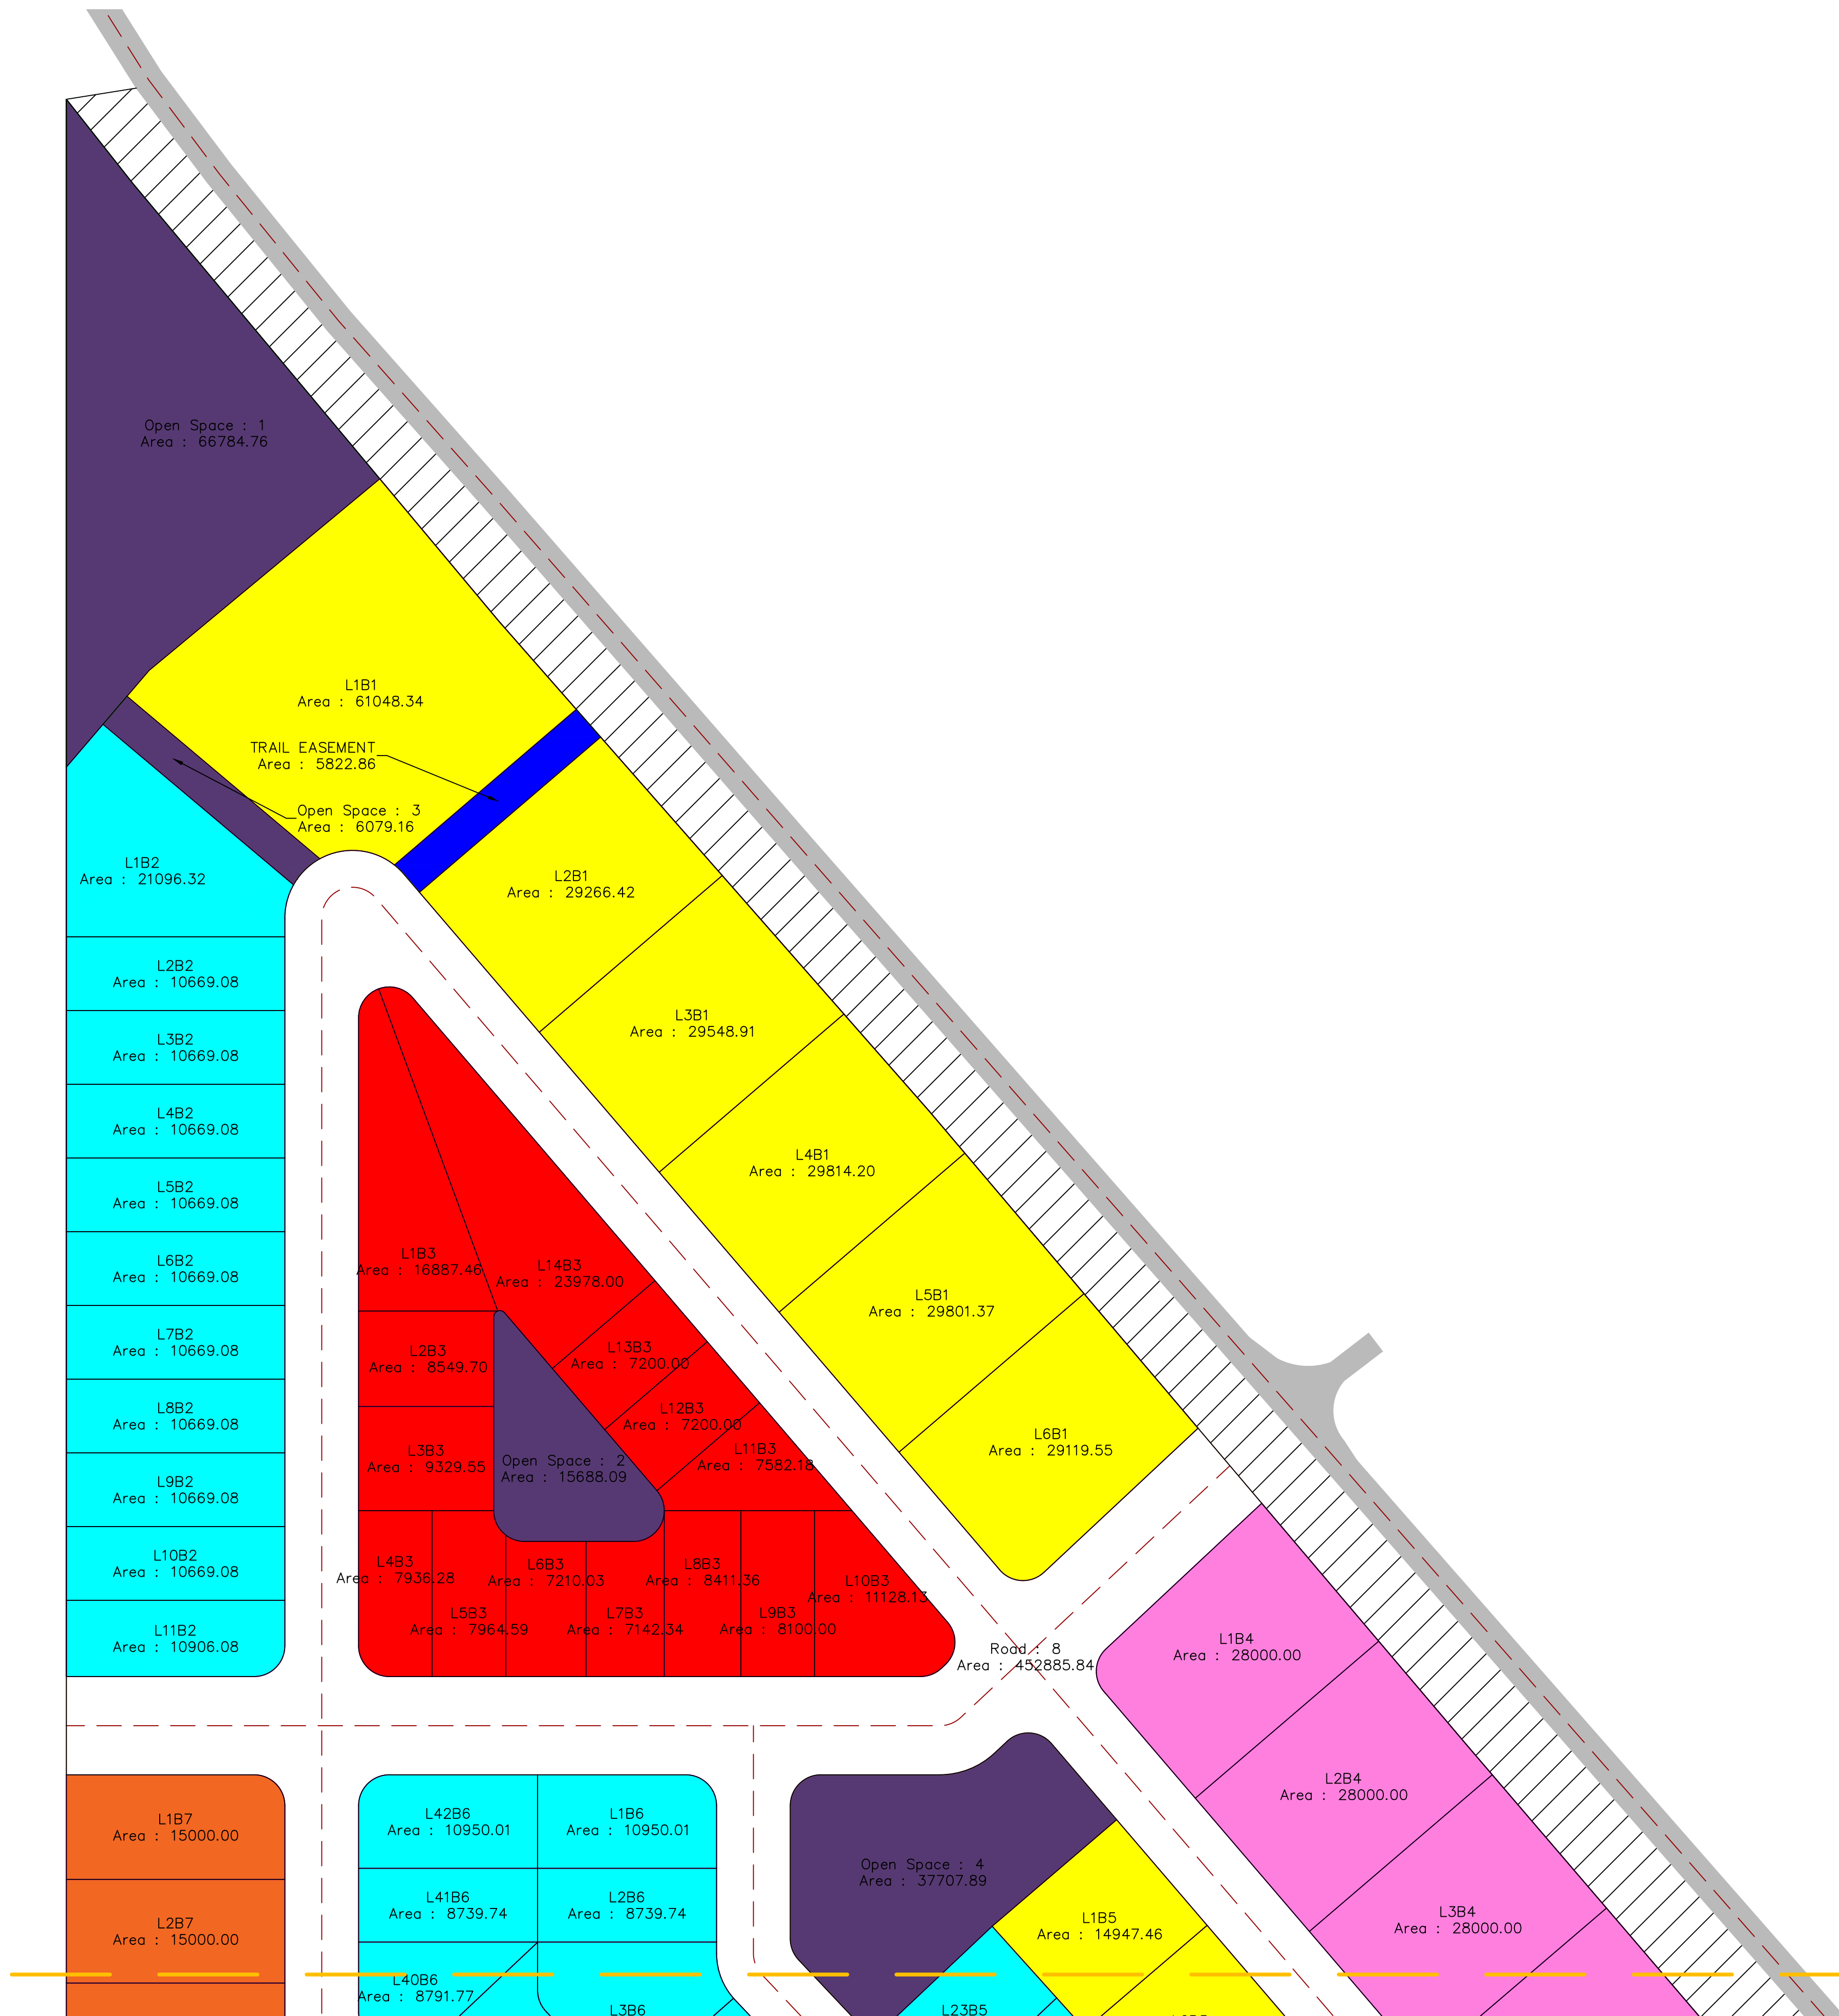 Open Space : 1
Area : 66784.76
L1B1
Area : 61048.34
TRAIL EASEMENT
Area : 5822.86
Open Space : 3
Area : 6079.16
L1B2
Area : 21096.32
L2B1
Area : 29266.42
L2B2
Area : 10669.08
L3B1
Area : 29548.91
L3B2
Area : 10669.08
L4B2
Area : 10669.08
L4B1
Area : 29814.20
L5B2
Area : 10669.08
L6B2
Area : 10669.08
L1B3
Area : 16887.46
L14B3
Area : 23978.00
L5B1
Area : 29801.37
L7B2
Area : 10669.08
L2B3
Area : 8549.70
L13B3
Area : 7200.00
L8B2
Area : 10669.08
L12B3
Area : 7200.00
L6B1
Area : 29119.55
L3B3
Area : 9329.55
Open Space : 2
Area : 15688.09
L11B3
Area : 7582.18
L9B2
Area : 10669.08
L10B2
Area : 10669.08
L4B3
Area : 7936.28
L6B3
Area : 7210.03
L8B3
Area : 8411.36
L10B3
Area : 11128.13
L11B2
Area : 10906.08
L5B3
Area : 7964.59
L7B3
Area : 7142.34
L9B3
Area : 8100.00
Road : 8
Area : 452885.84
L1B4
Area : 28000.00
L2B4
Area : 28000.00
L1B7
Area : 15000.00
L42B6
Area : 10950.01
L1B6
Area : 10950.01
Open Space : 4
Area : 37707.89
L2B7
Area : 15000.00
L41B6
Area : 8739.74
L2B6
Area : 8739.74
L1B5
Area : 14947.46
L3B4
Area : 28000.00
L40B6
Area : 8791.77
L3B6
L23B5